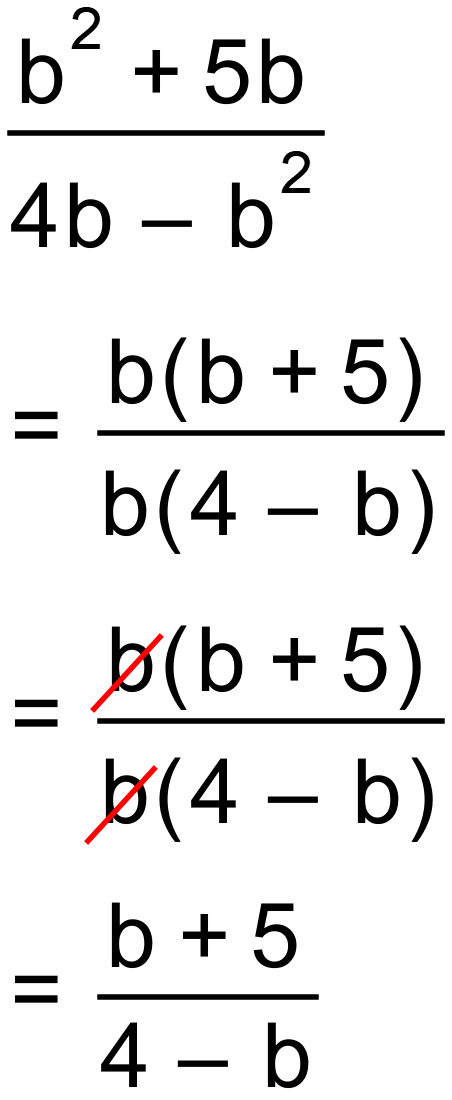 b² + 5b
4b – b²
= b(b + 5)
b(4 – b)
= b(b + 5)
b(4 – b)
= b + 5
4 – b